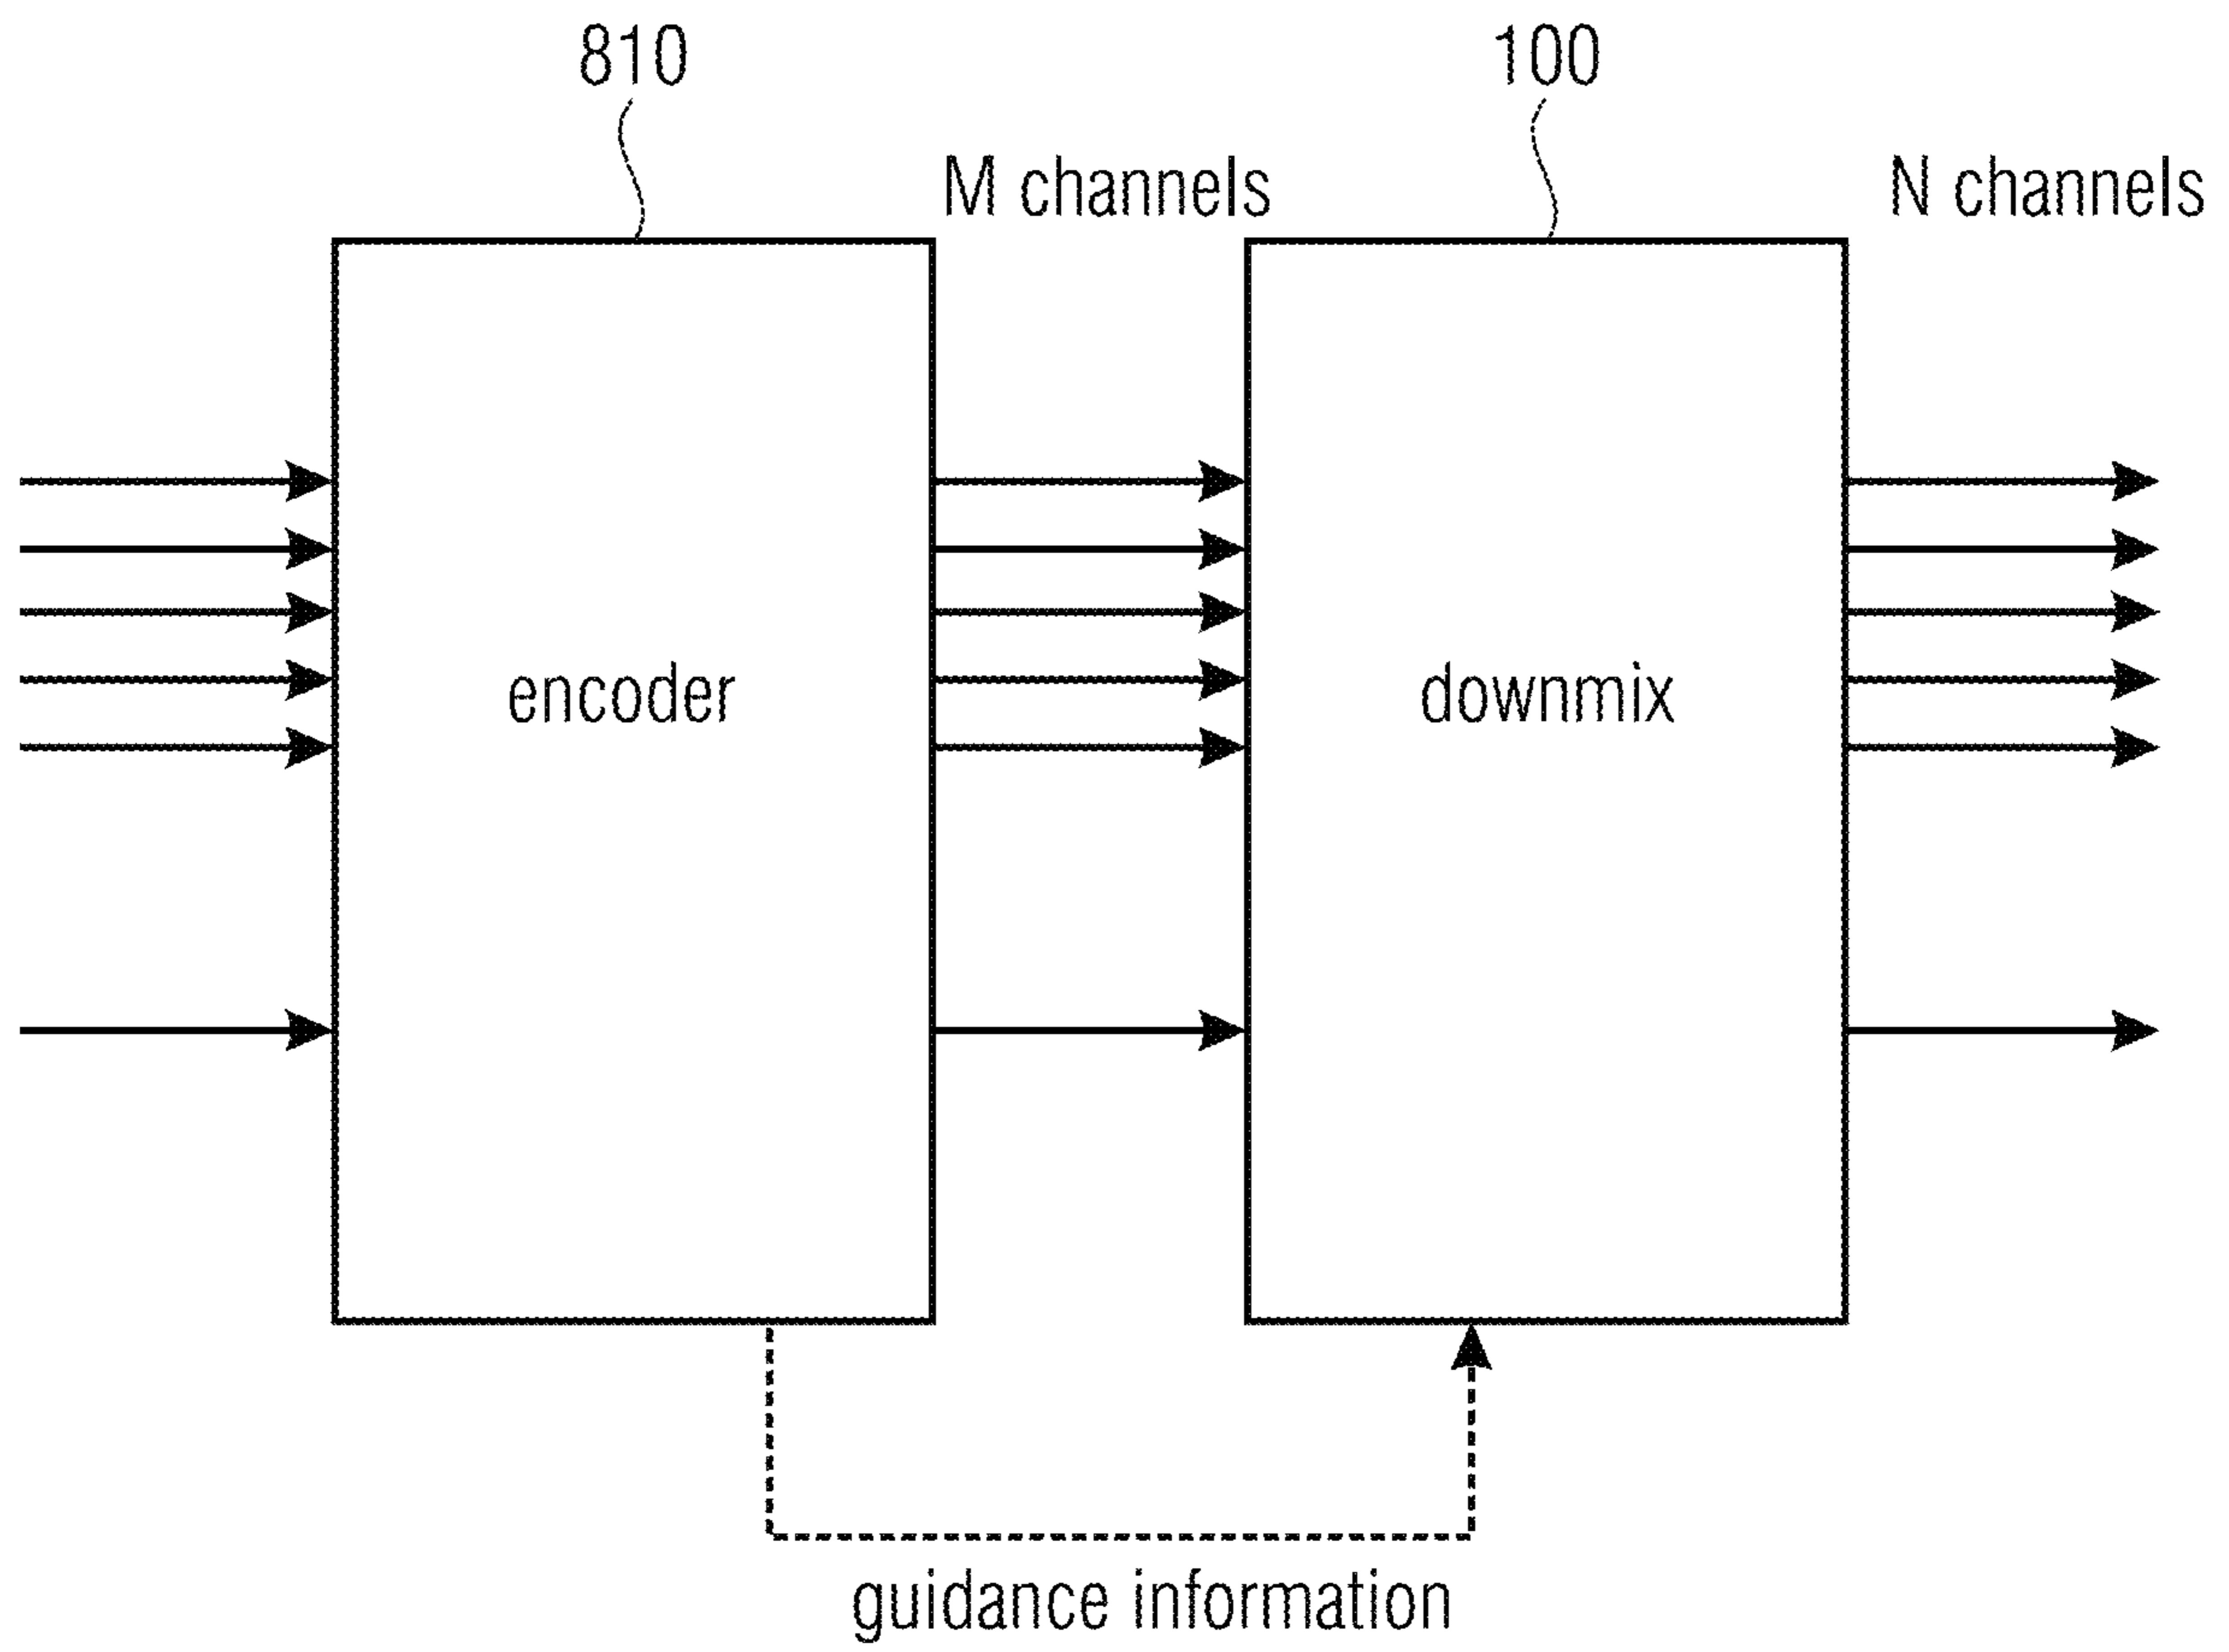 810
100
M channels
N channels
encoder
downmix
guidance information